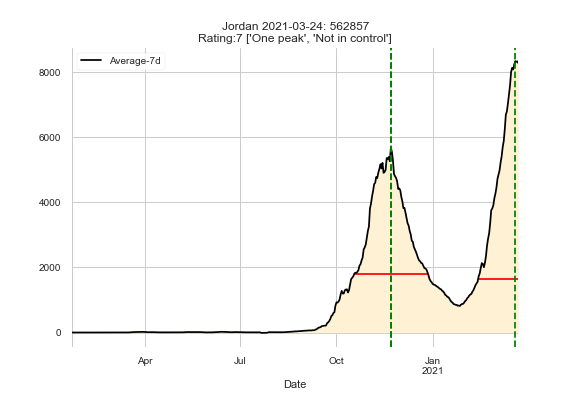 Jordan 2021-03-24: 562857
Rating:7 ['One peak', 'Not in control']
Average-7d
8000
6000
4000
2000
0
Apr
Jul
Oct
Jan
2021
Date